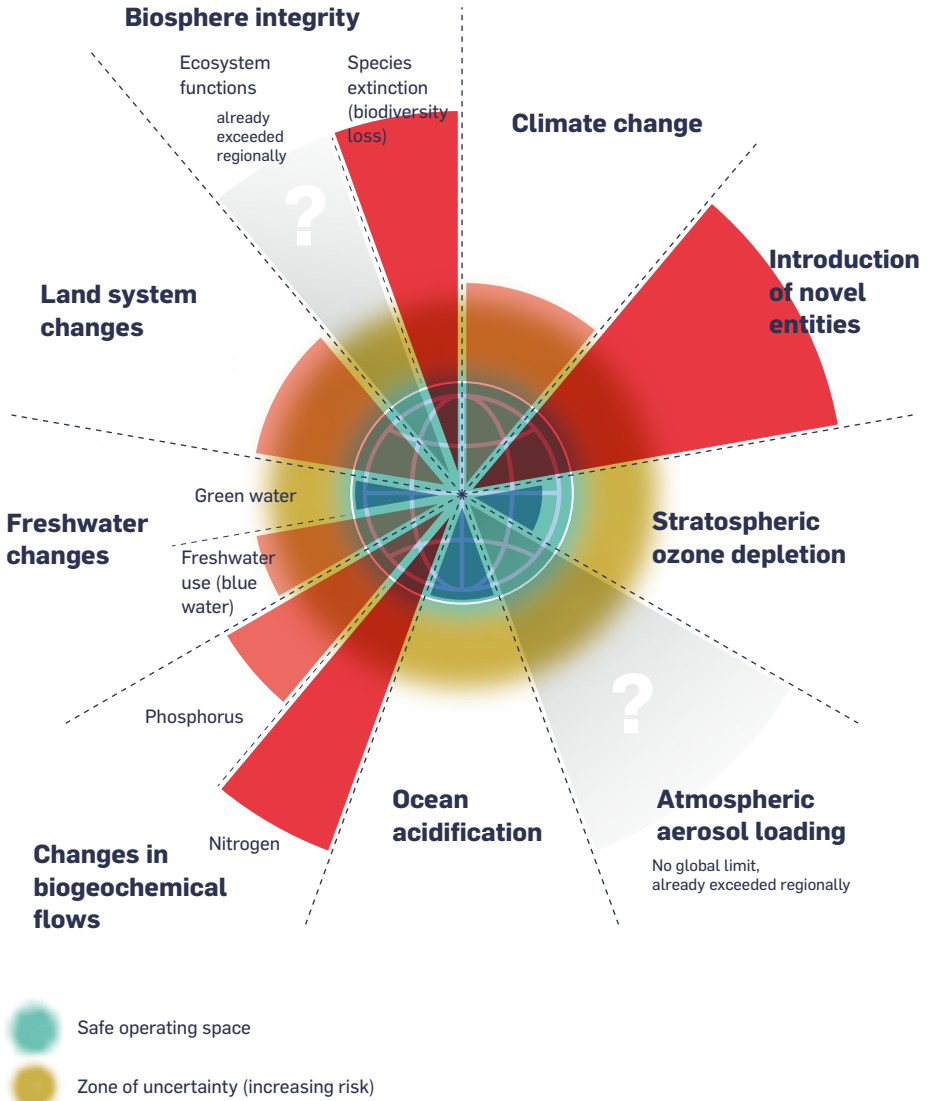 Biosphere integrity
Ecosystem
functions
already
exceeded
regionally
?
Species
extinction
(biodiversity
loss)
Climate change
Introduction
of novel
entities
Land system
changes
Green water
Freshwater
changes
Freshwater
use (blue
water)
Stratospheric
ozone depletion
?
Phosphorus
Nitrogen
Changes in
biogeochemical
flows
Ocean
acidification
Atmospheric
aerosol loading
No global limit,
already exceeded regionally
Safe operating space
Zone of uncertainty (increasing risk)